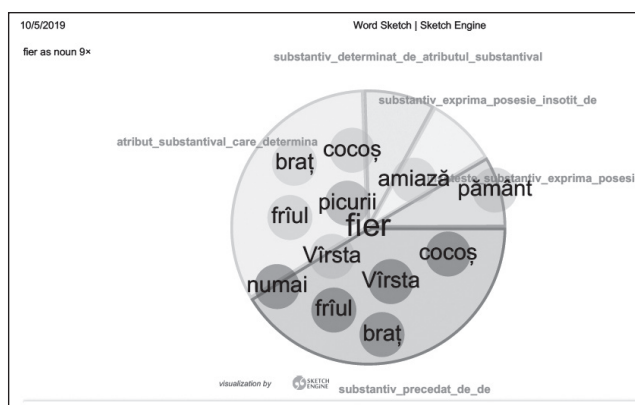 10/5/2019 Word Sketch | Sketch Engine
fier as noun 9×
substantiv_determinat_de_atributul_substantival
substantiv_exprima_posesie_insotit_de
atribut_substantival_care_determina
cocoș
braț
amiază
substantiv_exprima_posesi
pământ
picurii
frîul
fier
Vîrsta
cocoș
numai
Vîrsta
frîul
braț
visualization by SKETCH ENGINE
substantiv_precedat_de_de